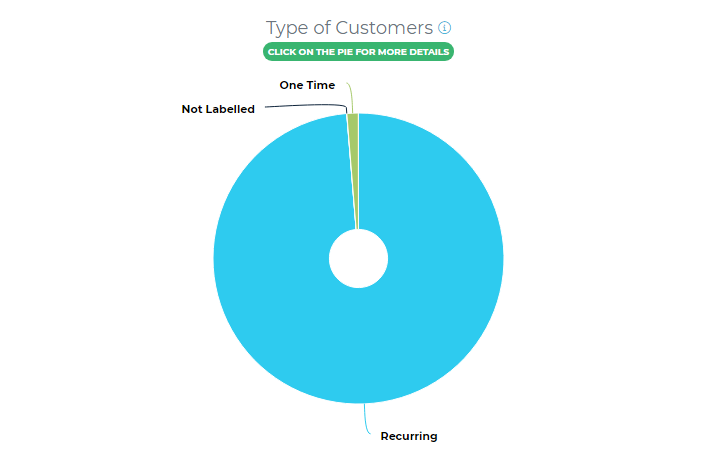 Type of Customers
CLICK ON THE PIE FOR MORE DETAILS
One Time
Not Labelled
Recurring